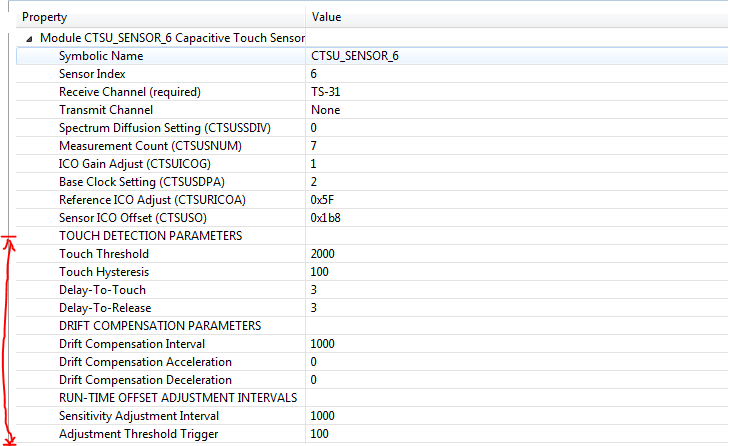 Property Value
Module CTSU_SENSOR_6 Capacitive Touch Sensor
Symbolic Name CTSU_SENSOR_6
Sensor Index 6
Receive Channel (required) TS-31
Transmit Channel None
Spectrum Diffusion Setting (CTSUSSDIV) 0
Measurement Count (CTSUSNUM) 7
ICO Gain Adjust (CTSUICOG) 1
Base Clock Setting (CTSUSDPA) 2
Reference ICO Adjust (CTSURICOA) 0x5F
Sensor ICO Offset (CTSUSO) 0x1b8
TOUCH DETECTION PARAMETERS
Touch Threshold 2000
Touch Hysteresis 100
Delay-To-Touch 3
Delay-To-Release 3
DRIFT COMPENSATION PARAMETERS
Drift Compensation Interval 1000
Drift Compensation Acceleration 0
Drift Compensation Deceleration 0
RUN-TIME OFFSET ADJUSTMENT INTERVALS
Sensitivity Adjustment Interval 1000
Adjustment Threshold Trigger 100